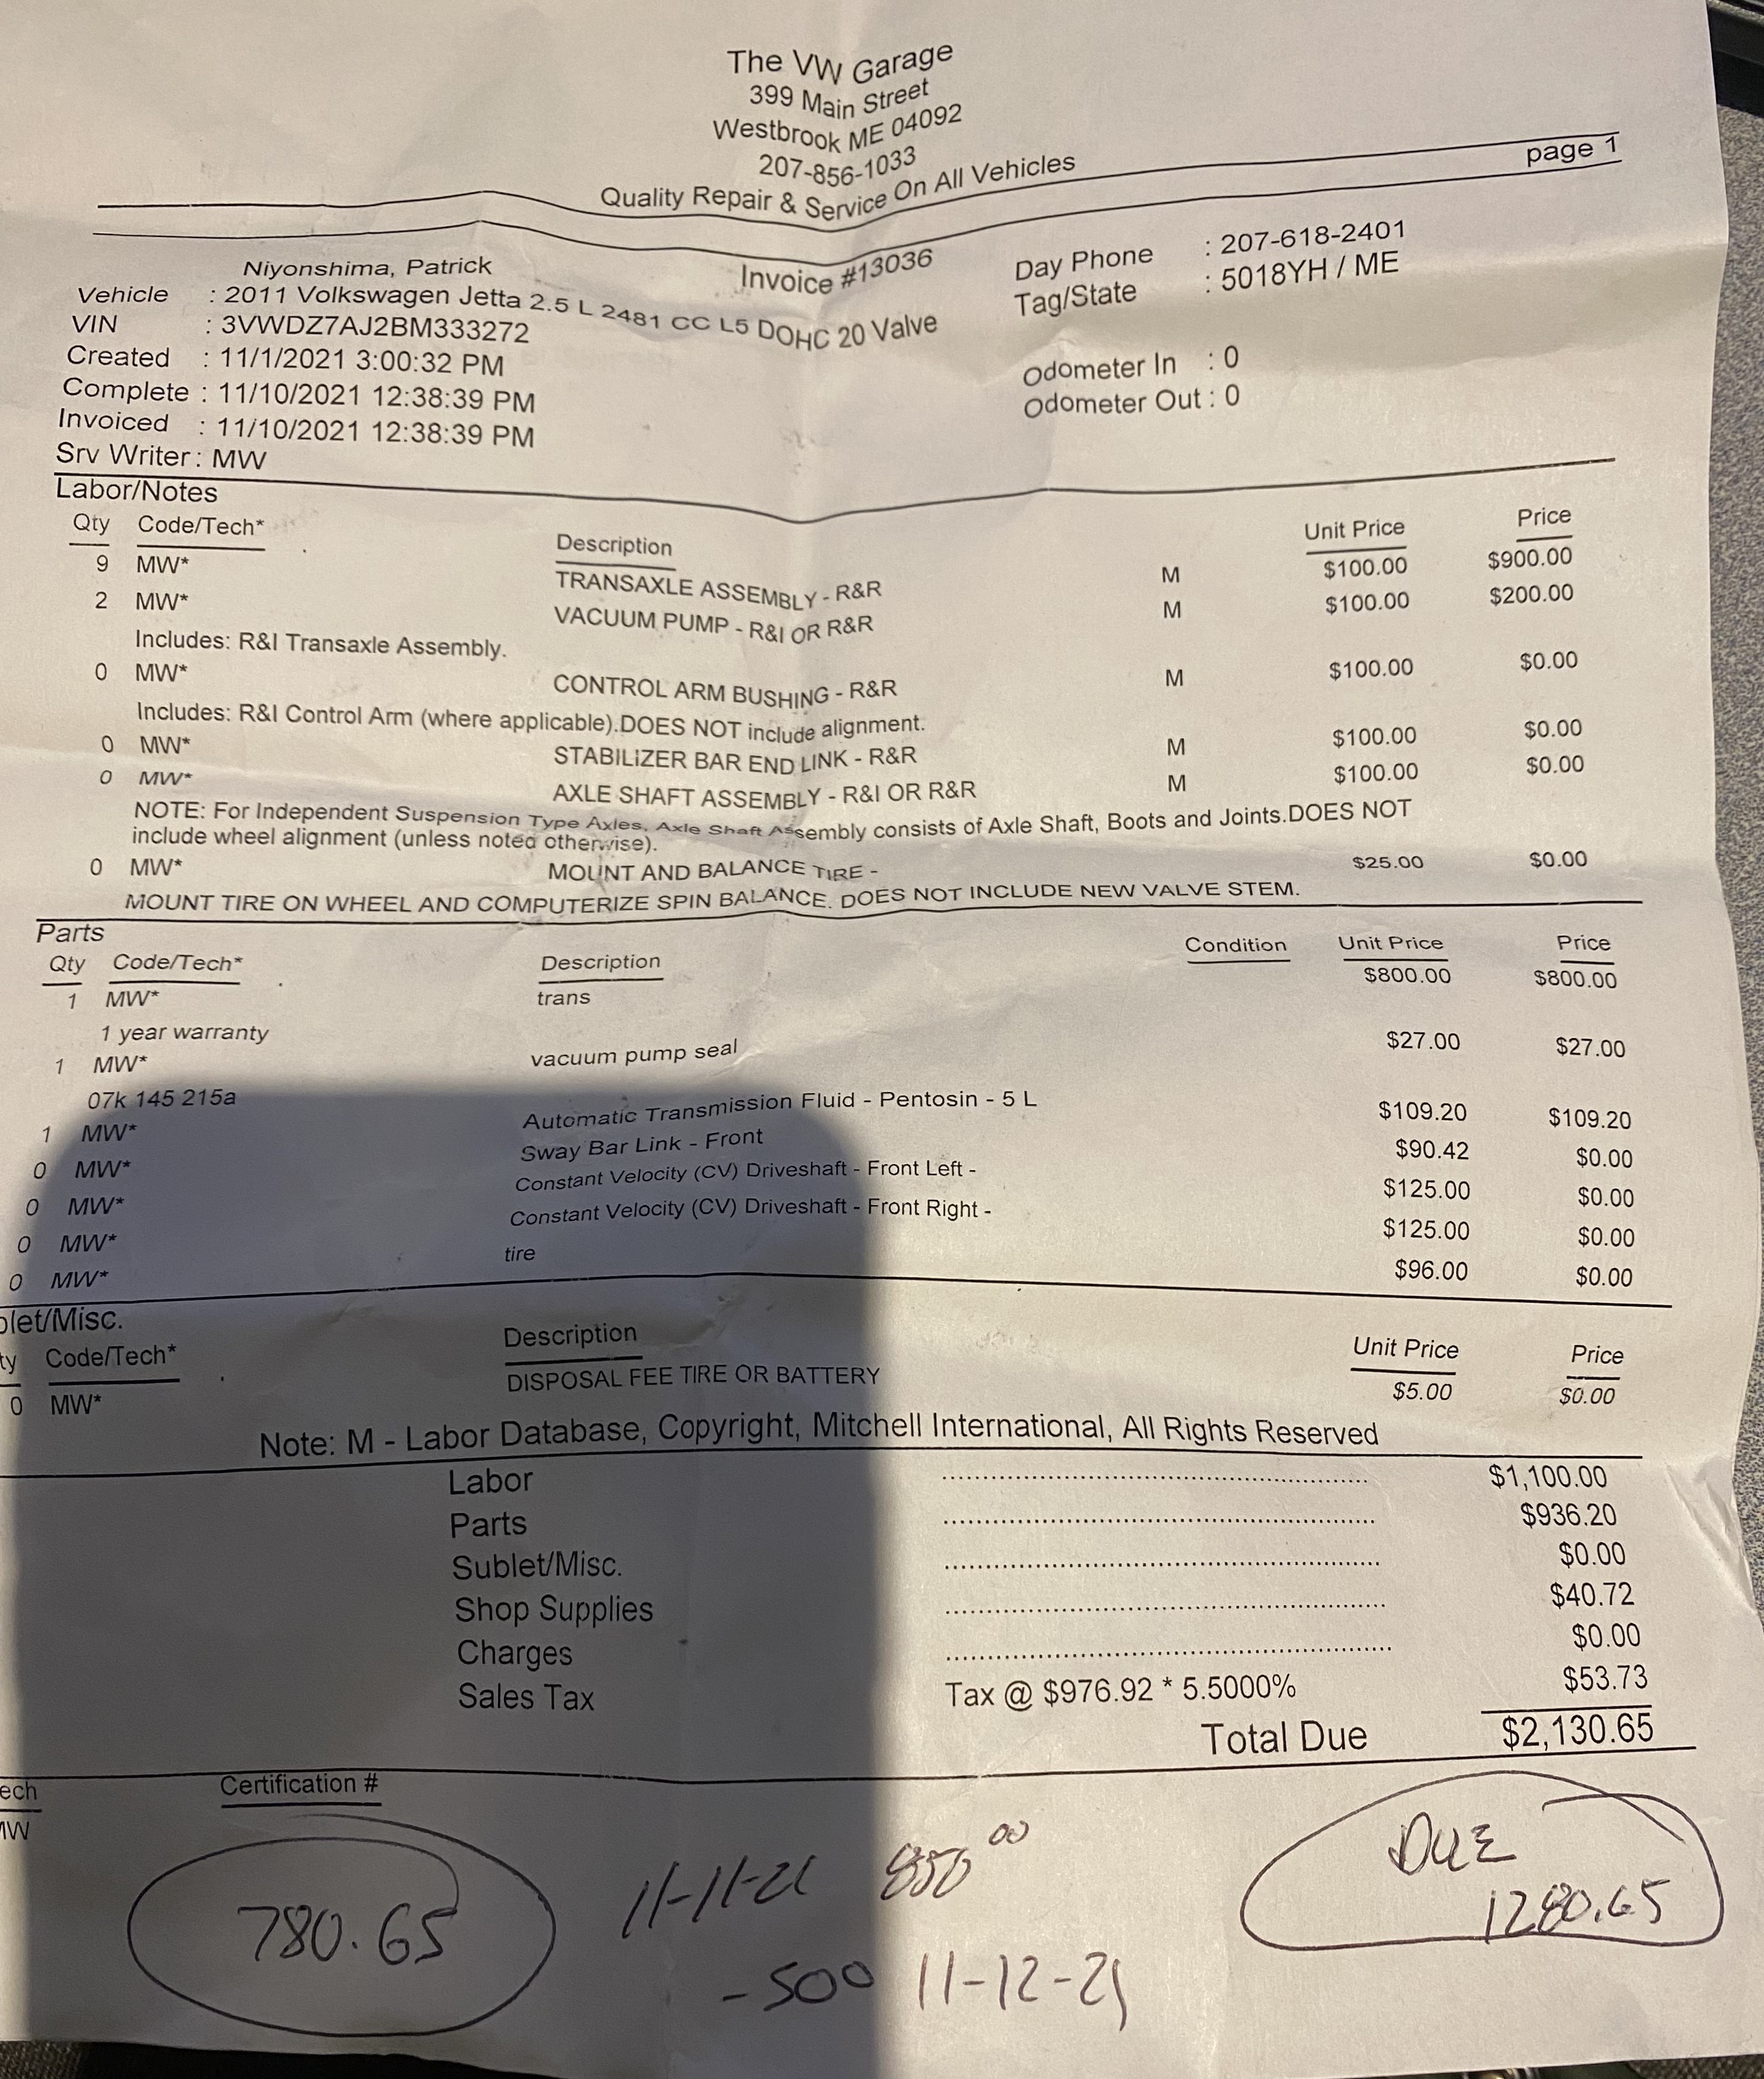 The VW Garage
399 Main Street
Westbrook ME 04092
207-856-1033
Quality Repair & Service On All Vehicles
page 1
Niyonshima, Patrick Invoice #13036 Day Phone : 207-618-2401
Vehicle : 2011 Volkswagen Jetta 2.5 L 2481 CC L5 DOHC 20 Valve Tag/State : 5018YH / ME
VIN : 3VWDZ7AJ2BM333272
Created : 11/1/2021 3:00:32 PM Odometer In : 0
Complete : 11/10/2021 12:38:39 PM Odometer Out : 0
Invoiced : 11/10/2021 12:38:39 PM
Srv Writer : MW
Labor/Notes
Qty Code/Tech* Description Unit Price Price
9 MW* TRANSAXLE ASSEMBLY - R&R M $100.00 $900.00
2 MW* VACUUM PUMP - R&I OR R&R M $100.00 $200.00
Includes: R&I Transaxle Assembly.
0 MW* CONTROL ARM BUSHING - R&R M $100.00 $0.00
Includes: R&I Control Arm (where applicable).DOES NOT include alignment.
0 MW* STABILIZER BAR END LINK - R&R M $100.00 $0.00
0 MW* AXLE SHAFT ASSEMBLY - R&I OR R&R M $100.00 $0.00
NOTE: For Independent Suspension Type Axles, Axle Shaft Assembly consists of Axle Shaft, Boots and Joints.DOES NOT
include wheel alignment (unless noted otherwise).
0 MW* MOUNT AND BALANCE TIRE - $25.00 $0.00
MOUNT TIRE ON WHEEL AND COMPUTERIZE SPIN BALANCE. DOES NOT INCLUDE NEW VALVE STEM.
Parts
Qty Code/Tech* Description Condition Unit Price Price
1 MW* trans $800.00 $800.00
1 year warranty
1 MW* vacuum pump seal $27.00 $27.00
07k 145 215a
1 MW* Automatic Transmission Fluid - Pentosin - 5 L $109.20 $109.20
0 MW* Sway Bar Link - Front $90.42 $0.00
0 MW* Constant Velocity (CV) Driveshaft - Front Left - $125.00 $0.00
0 MW* Constant Velocity (CV) Driveshaft - Front Right - $125.00 $0.00
0 MW* tire $96.00 $0.00
blet/Misc.
ty Code/Tech* Description Unit Price Price
0 MW* DISPOSAL FEE TIRE OR BATTERY $5.00 $0.00
Note: M - Labor Database, Copyright, Mitchell International, All Rights Reserved
Labor $1,100.00
Parts $936.20
Sublet/Misc. $0.00
Shop Supplies $40.72
Charges $0.00
Sales Tax Tax @ $976.92 * 5.5000% $53.73
Total Due $2,130.65
ech Certification #
MW
11-11-21 850 00
DUE
1280.65
780.65
-500 11-12-21